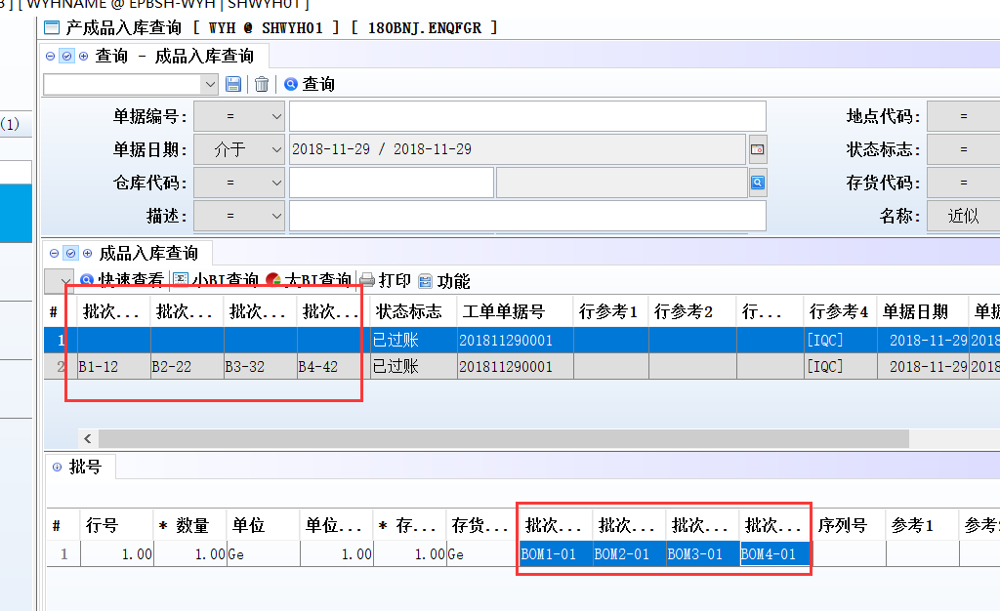 ] [ WYHNAME @ EPBSH-WYH | SHWYH01 ]
产成品入库查询 [ WYH @ SHWYH01 ] [ 180BNJ.ENQFGR ]
查询 - 成品入库查询
查询
(1)
单据编号: = 地点代码: =
单据日期: 介于 2018-11-29 / 2018-11-29 状态标志: =
仓库代码: = 存货代码: =
描述: = 名称: 近似
成品入库查询
快速查看 小BI查询 大BI查询 打印 功能
# 批次... 批次... 批次... 批次... 状态标志 工单单据号 行参考1 行参考2 行... 行参考4 单据日期 单据
1 已过账 201811290001 [IQC] 2018-11-29 2018
2 B1-12 B2-22 B3-32 B4-42 已过账 201811290001 [IQC] 2018-11-29 2018
批号
# 行号 * 数量 单位 单位... * 存... 存货... 批次... 批次... 批次... 批次... 序列号 参考1 参考
1 1.00 1.00 Ge 1.00 1.00 Ge BOM1-01 BOM2-01 BOM3-01 BOM4-01